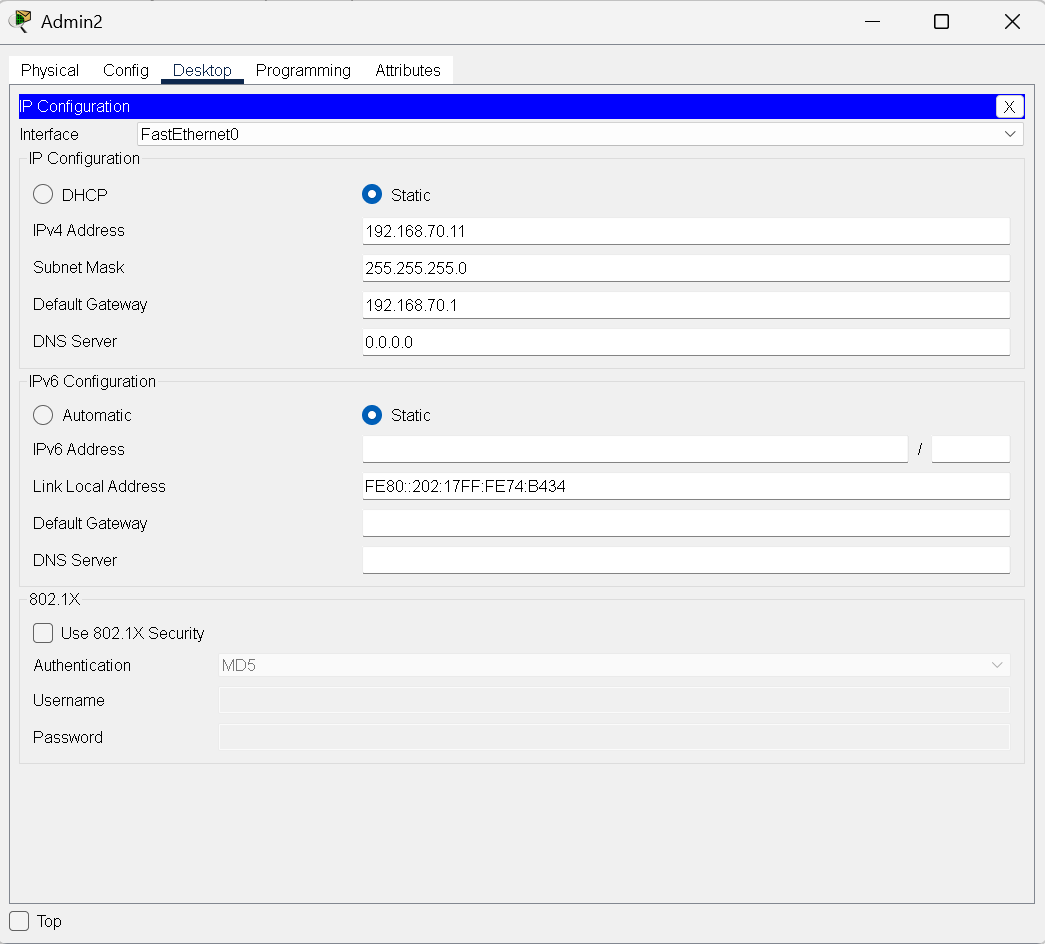 Admin2
Physical Config Desktop Programming Attributes
IP Configuration X
Interface FastEthernet0
IP Configuration
DHCP Static
IPv4 Address 192.168.70.11
Subnet Mask 255.255.255.0
Default Gateway 192.168.70.1
DNS Server 0.0.0.0
IPv6 Configuration
Automatic Static
IPv6 Address /
Link Local Address FE80::202:17FF:FE74:B434
Default Gateway
DNS Server
802.1X
Use 802.1X Security
Authentication MD5
Username
Password
Top